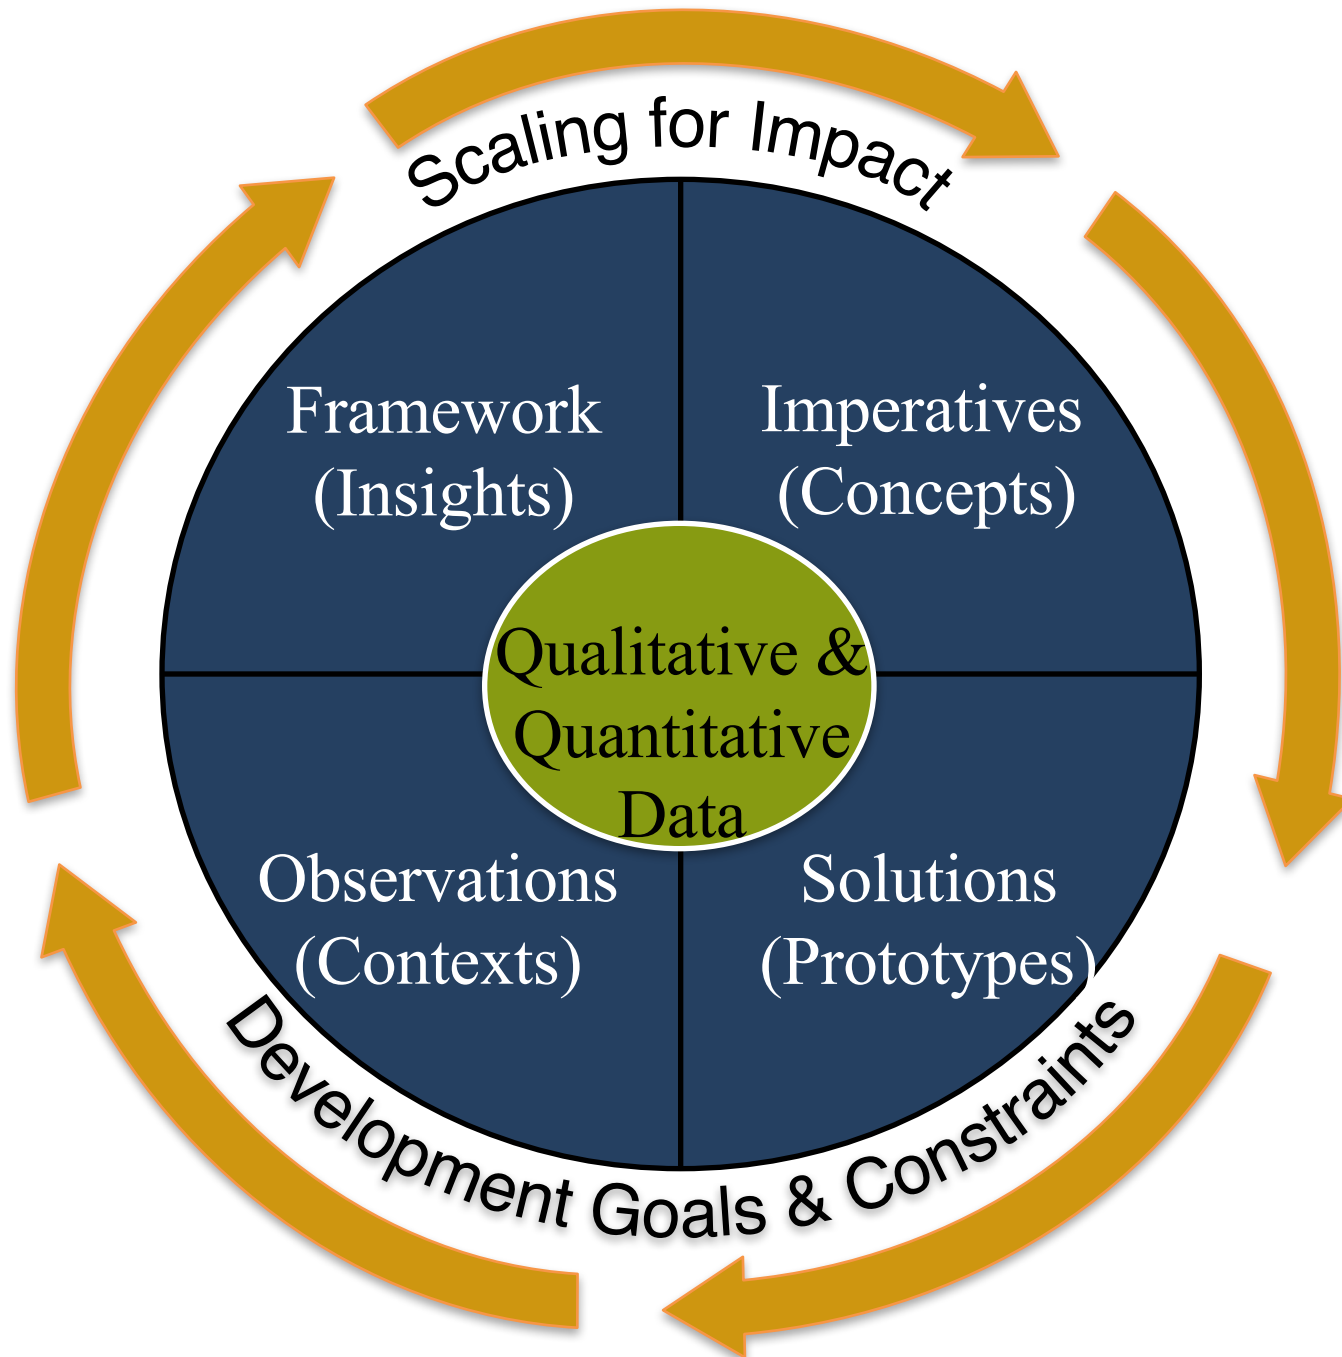 Scaling for Impact
Framework
(Insights)
Imperatives
(Concepts)
Qualitative &
Quantitative
Data
Observations
(Contexts)
Solutions
(Prototypes)
Development Goals & Constraints